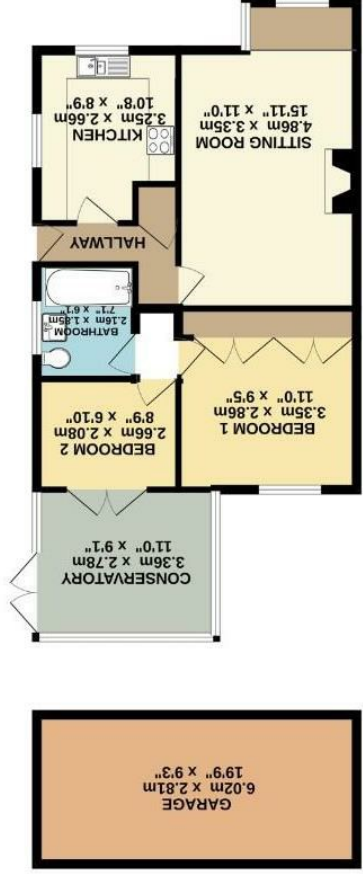 GARAGE
6.02m x 2.81m
19'9" x 9'3"
CONSERVATORY
3.36m x 2.78m
11'0" x 9'1"
BEDROOM 1
3.35m x 2.86m
11'0" x 9'5"
BEDROOM 2
2.66m x 2.08m
8'9" x 6'10"
BATHROOM
2.16m x 1.85m
7'1" x 6'1"
HALLWAY
SITTING ROOM
4.86m x 3.35m
15'11" x 11'0"
KITCHEN
3.25m x 2.66m
10'8" x 8'9"